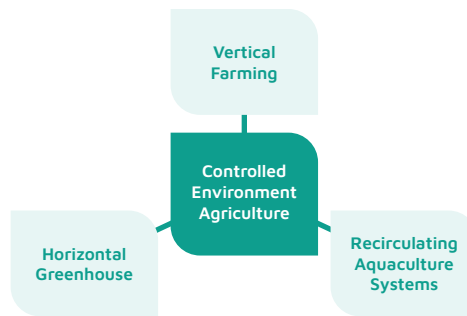 Vertical
Farming
Controlled
Environment
Agriculture
Horizontal
Greenhouse
Recirculating
Aquaculture
Systems